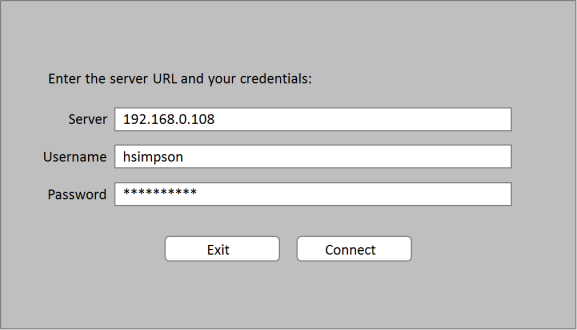 Enter the server URL and your credentials:
Server 192.168.0.108
Username hsimpson
Password **********
Exit Connect